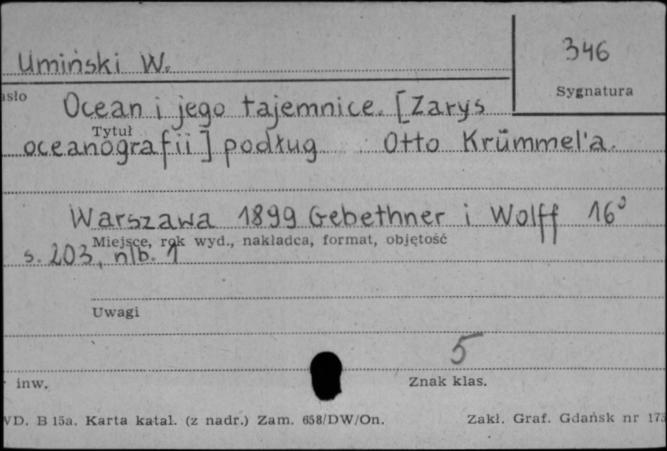 Umiński W.
346
Sygnatura
Ocean i jego tajemnice. [Zarys
Tytuł
oceanografii] podług Otto Krümmel'a.
Warszawa 1899 Gebethner i Wolff 16°
Miejsce, rok wyd., nakładca, format, objętość
s. 203, nlb. 1
Uwagi
5
inw.
Znak klas.
WD. B 15a. Karta katal. (z nadr.) Zam. 658/DW/On.
Zakł. Graf. Gdańsk nr